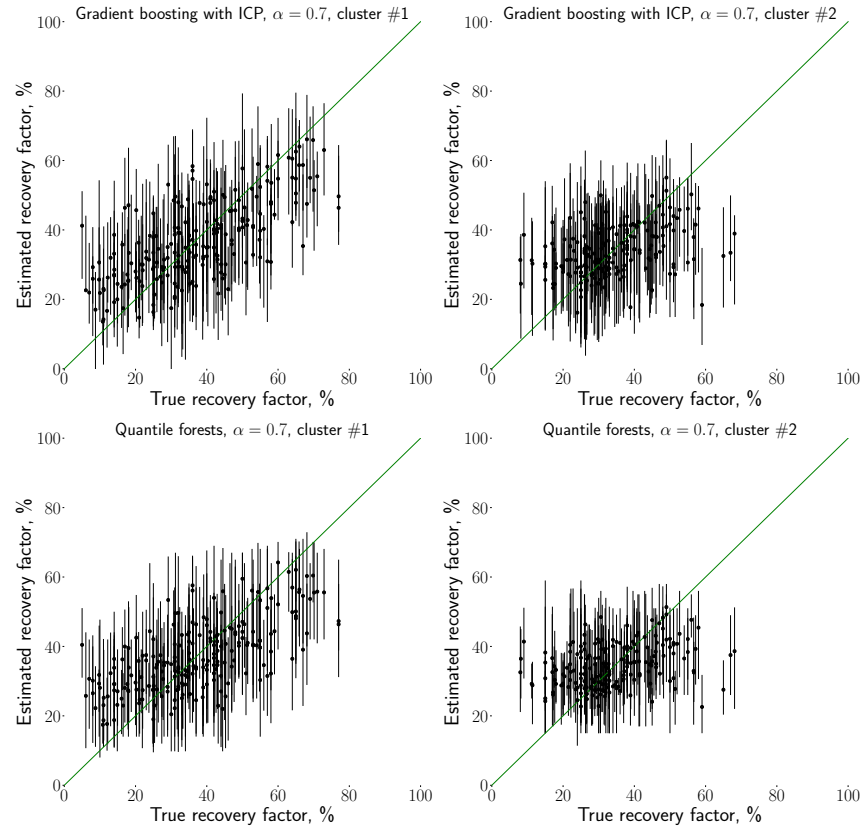 Gradient boosting with ICP, α = 0.7, cluster #1
100
80
60
40
20
0
Estimated recovery factor, %
0 20 40 60 80 100
True recovery factor, %
Gradient boosting with ICP, α = 0.7, cluster #2
100
80
60
40
20
0
Estimated recovery factor, %
0 20 40 60 80 100
True recovery factor, %
Quantile forests, α = 0.7, cluster #1
100
80
60
40
20
0
Estimated recovery factor, %
0 20 40 60 80 100
True recovery factor, %
Quantile forests, α = 0.7, cluster #2
100
80
60
40
20
0
Estimated recovery factor, %
0 20 40 60 80 100
True recovery factor, %